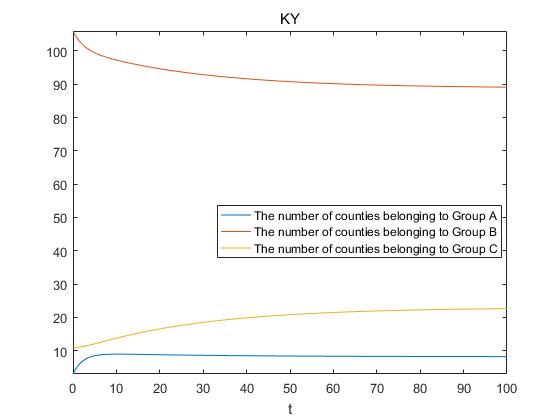 KY
100
90
80
70
60
50
40
30
20
10
The number of counties belonging to Group A
The number of counties belonging to Group B
The number of counties belonging to Group C
0 10 20 30 40 50 60 70 80 90 100
t